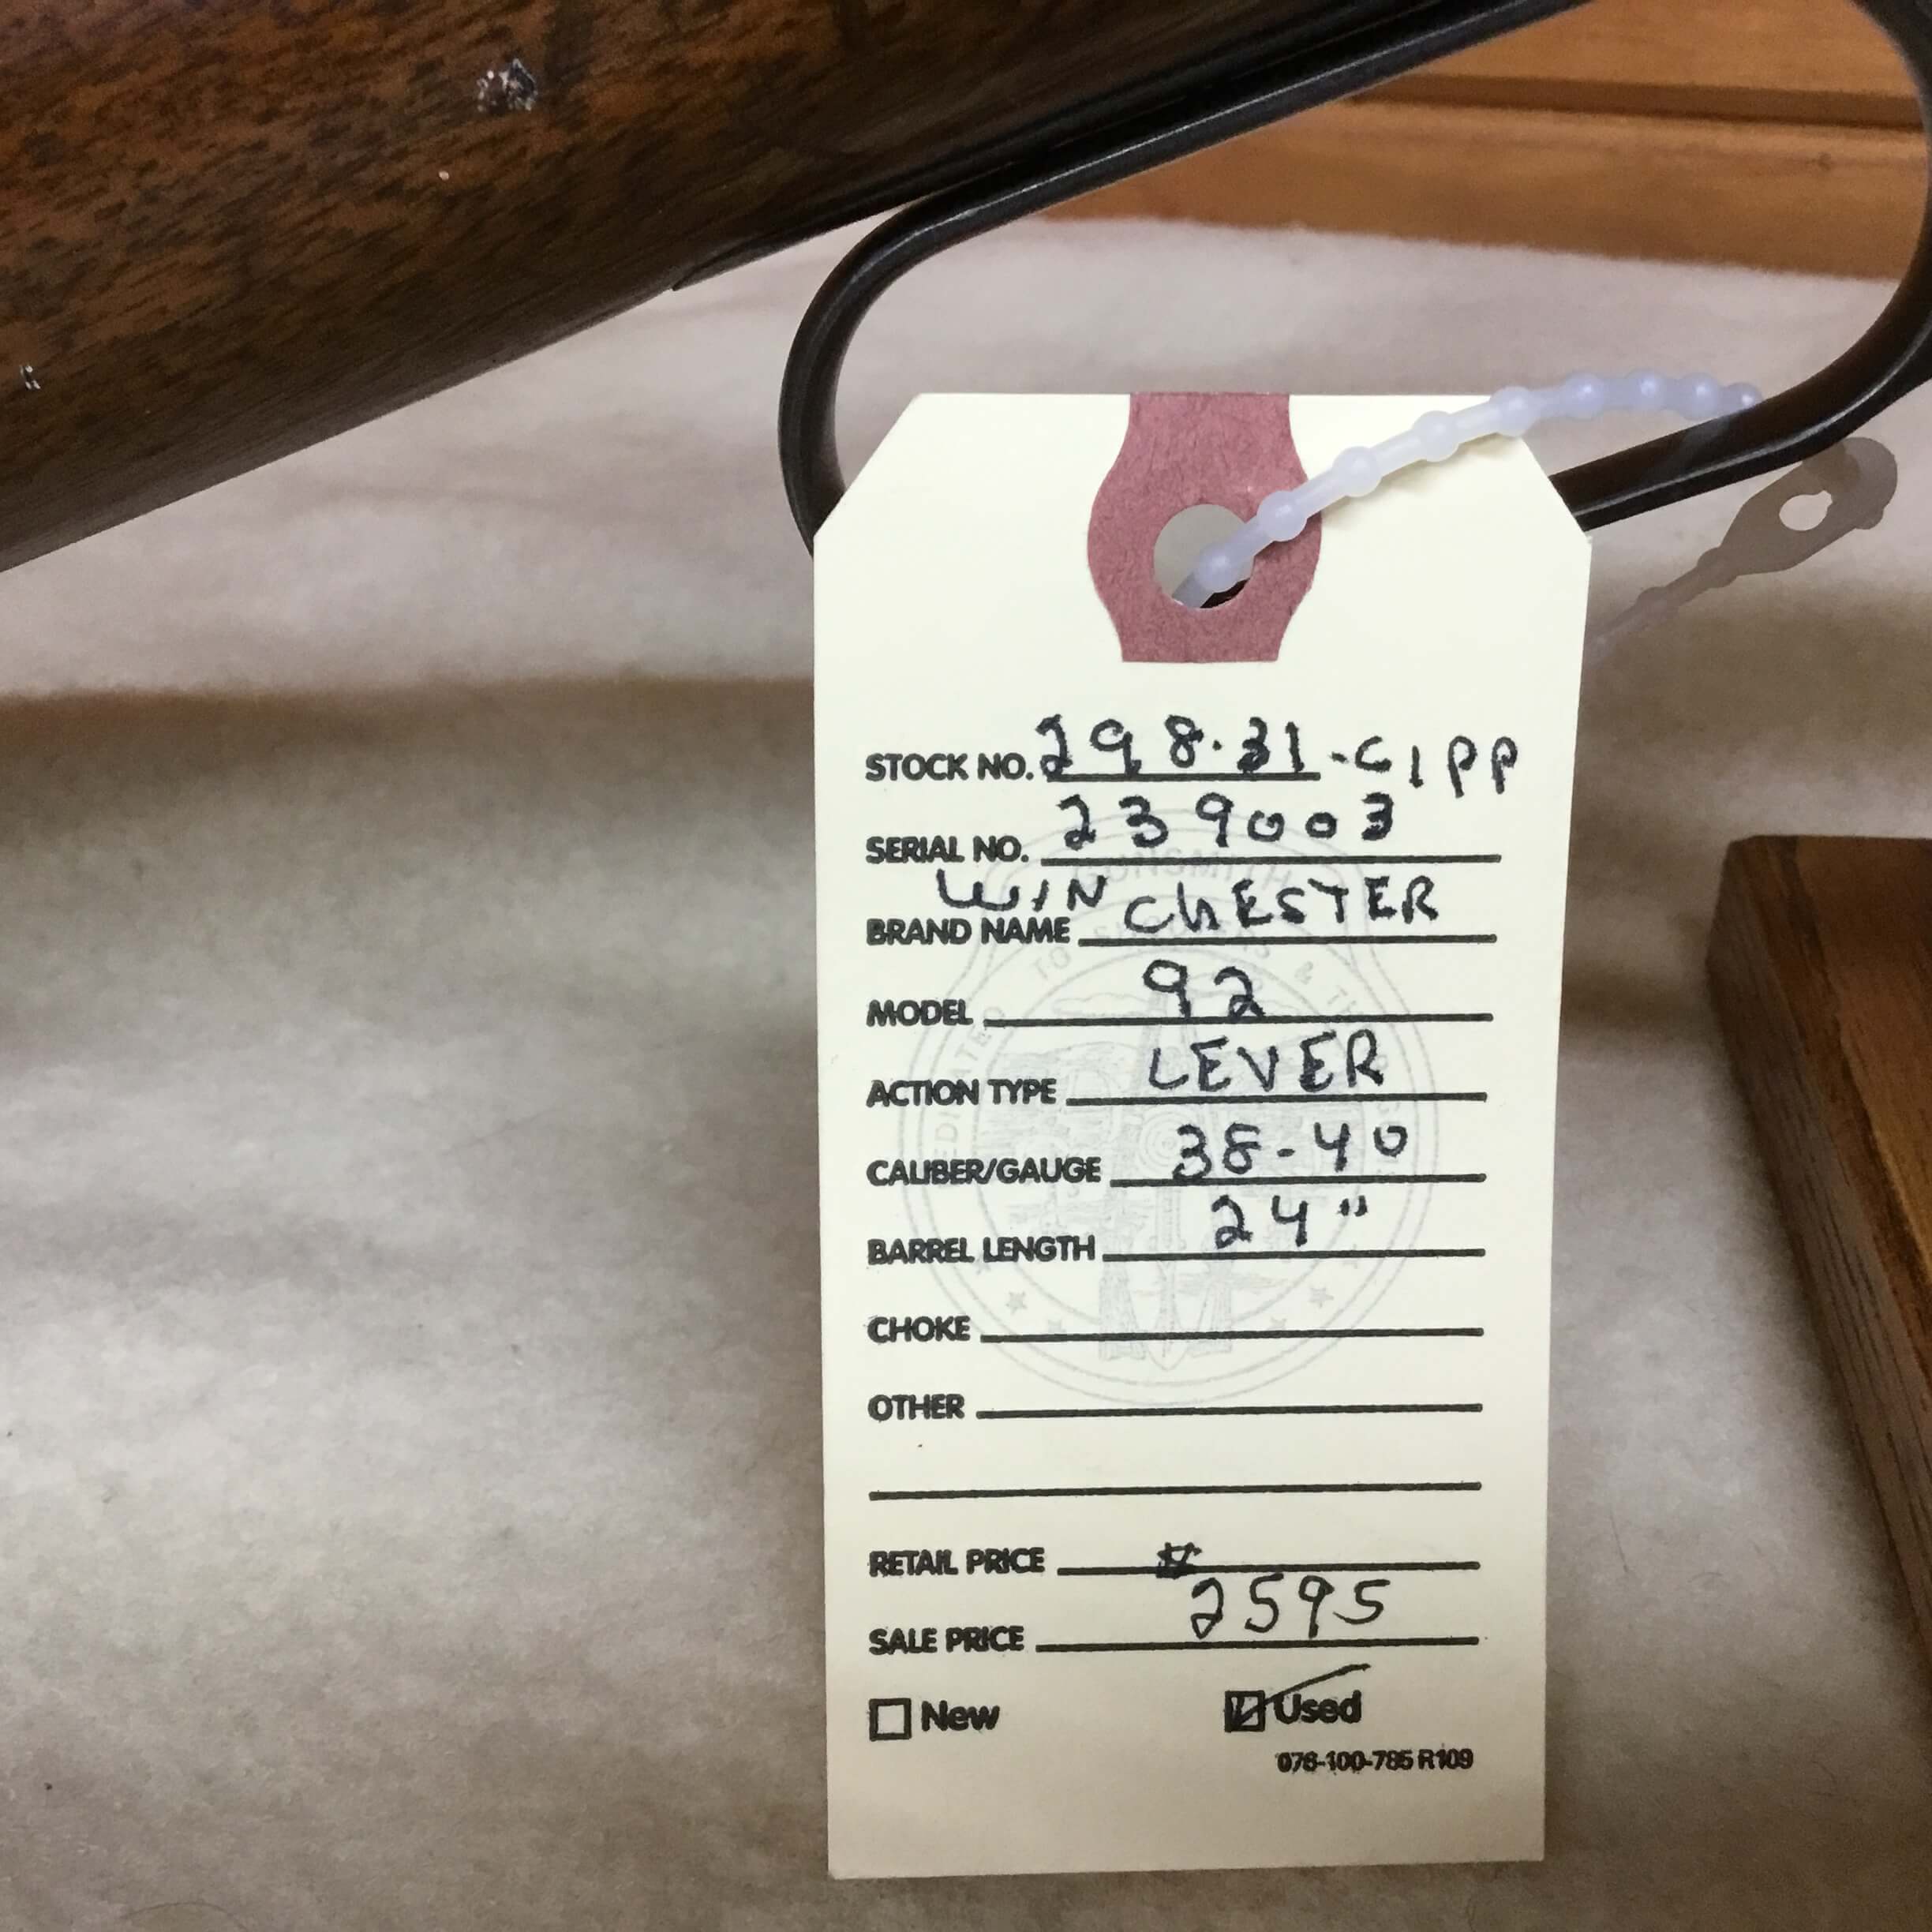 STOCK NO. 298.31-C1PP
SERIAL NO. 239003
BRAND NAME WINChESTER
MODEL 92
ACTION TYPE LEVER
CALIBER/GAUGE 38-40
BARREL LENGTH 24"
CHOKE
OTHER
RETAIL PRICE $
SALE PRICE 2595
New Used
076-100-785 R109